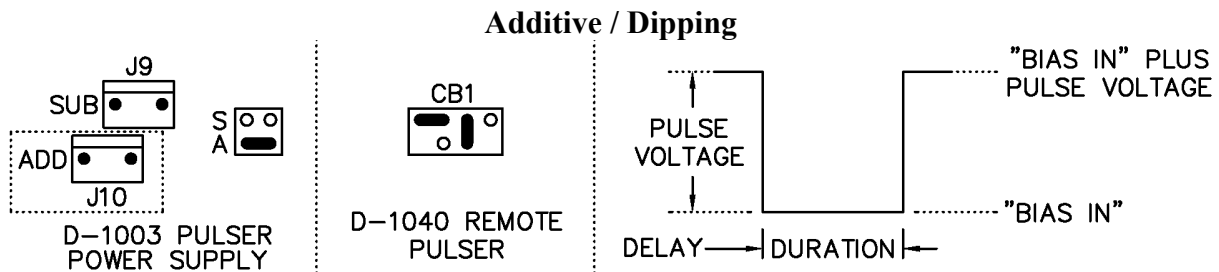 Additive / Dipping
J9
SUB
S
A
ADD
J10
D-1003 PULSER
POWER SUPPLY
CB1
D-1040 REMOTE
PULSER
PULSE
VOLTAGE
"BIAS IN" PLUS
PULSE VOLTAGE
"BIAS IN"
DELAY
DURATION